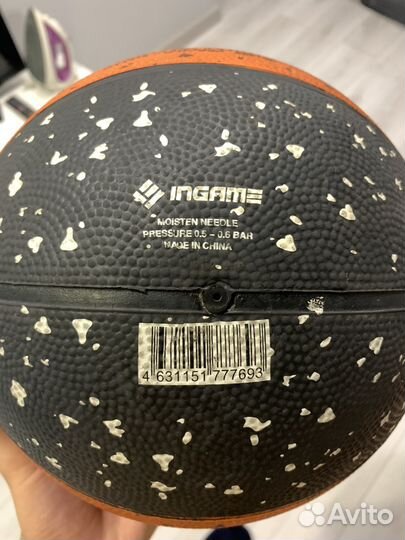 INGAME
MOISTEN NEEDLE
PRESSURE 0.5 - 0.6 BAR
MADE IN CHINA
4 631151 777693
Avito